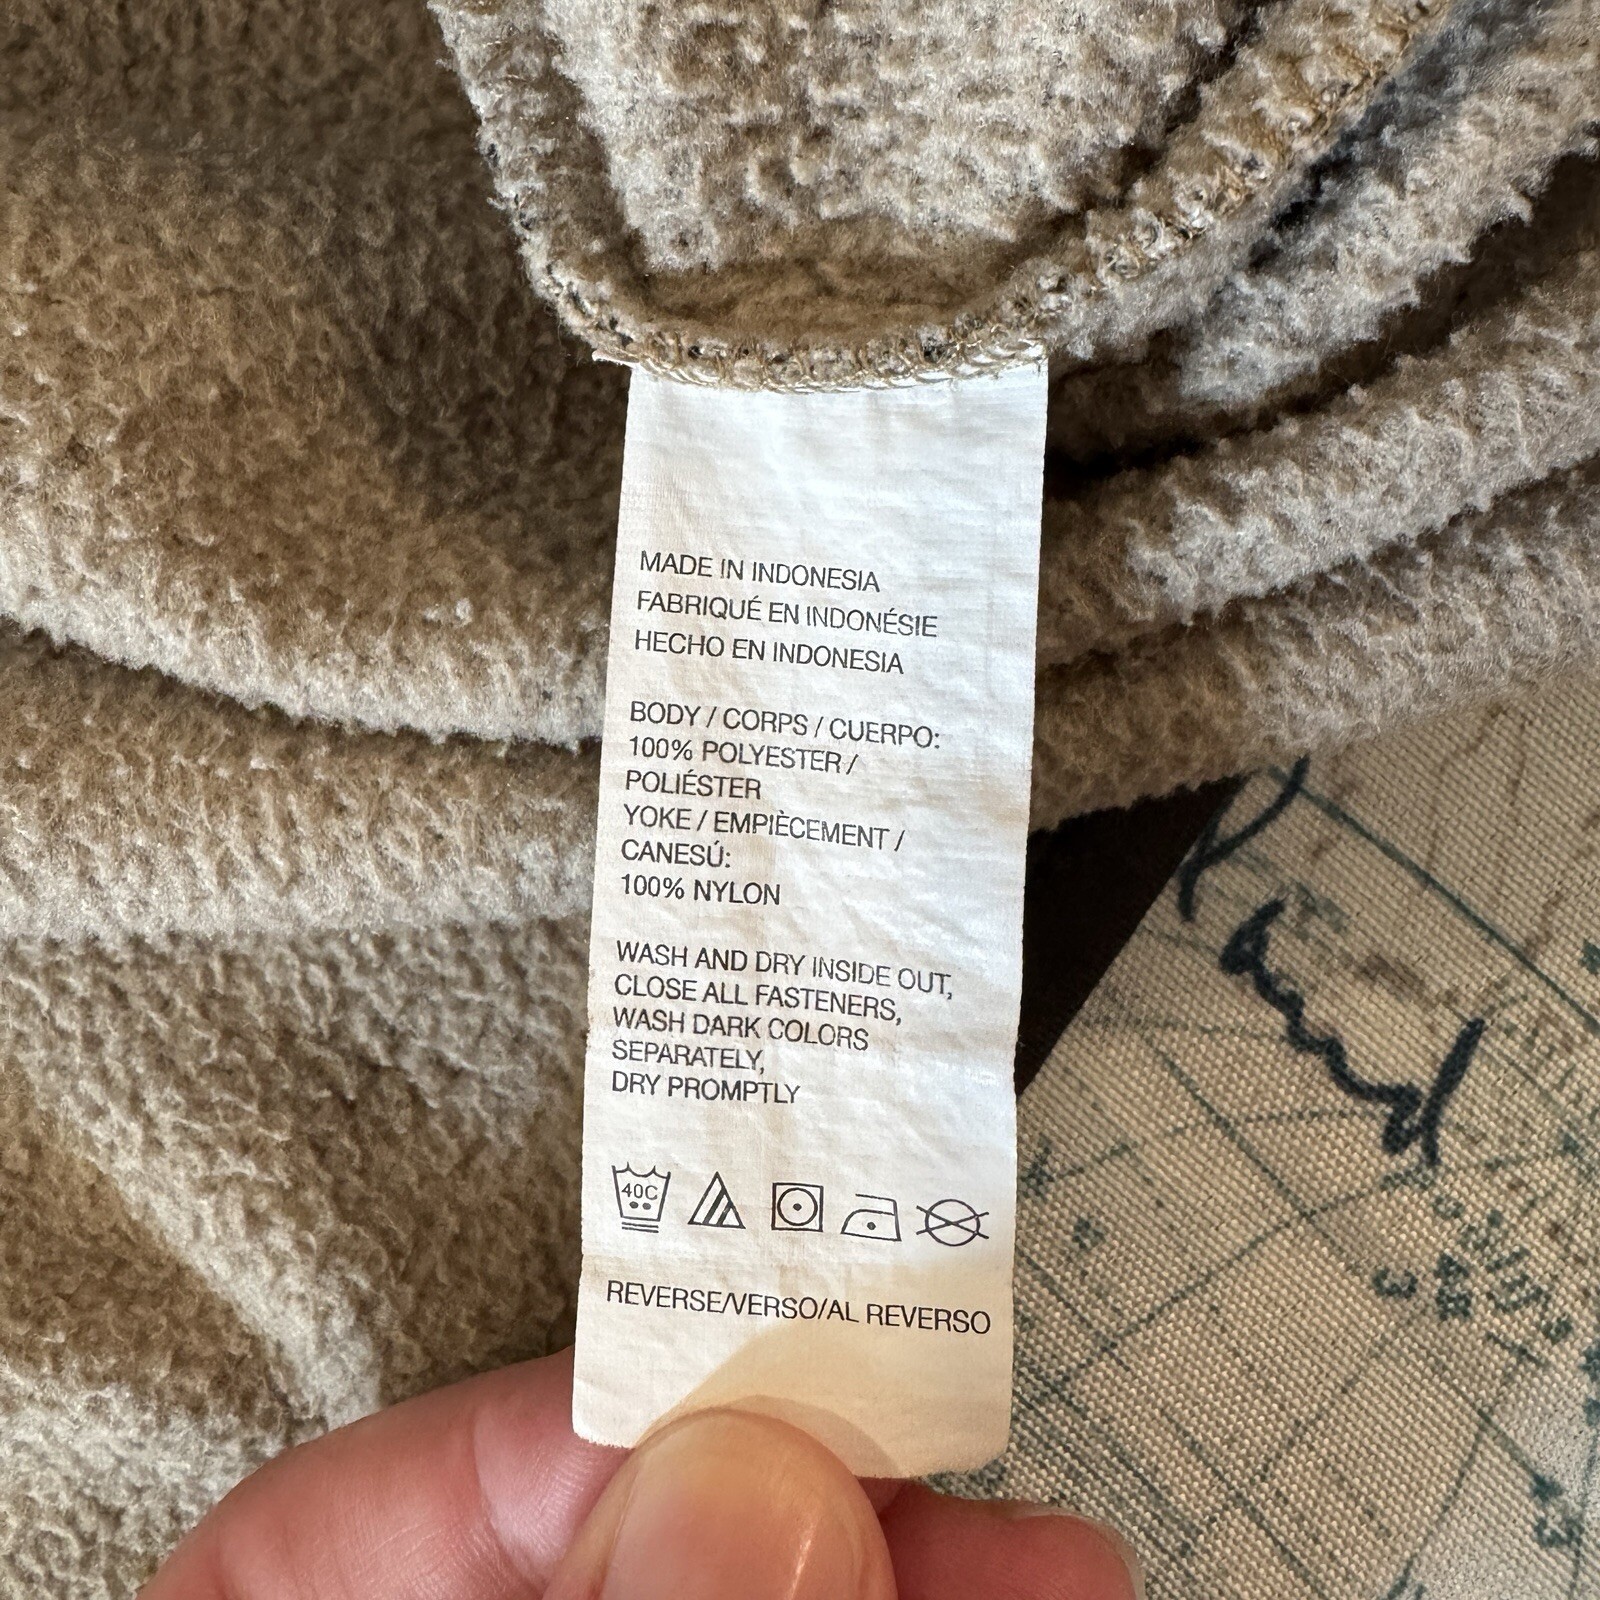 MADE IN INDONESIA
FABRIQUÉ EN INDONÉSIE
HECHO EN INDONESIA
BODY / CORPS / CUERPO:
100% POLYESTER /
POLIÉSTER
YOKE / EMPIÈCEMENT /
CANESÚ:
100% NYLON
WASH AND DRY INSIDE OUT,
CLOSE ALL FASTENERS,
WASH DARK COLORS
SEPARATELY,
DRY PROMPTLY
40C
REVERSE/VERSO/AL REVERSO
3
3